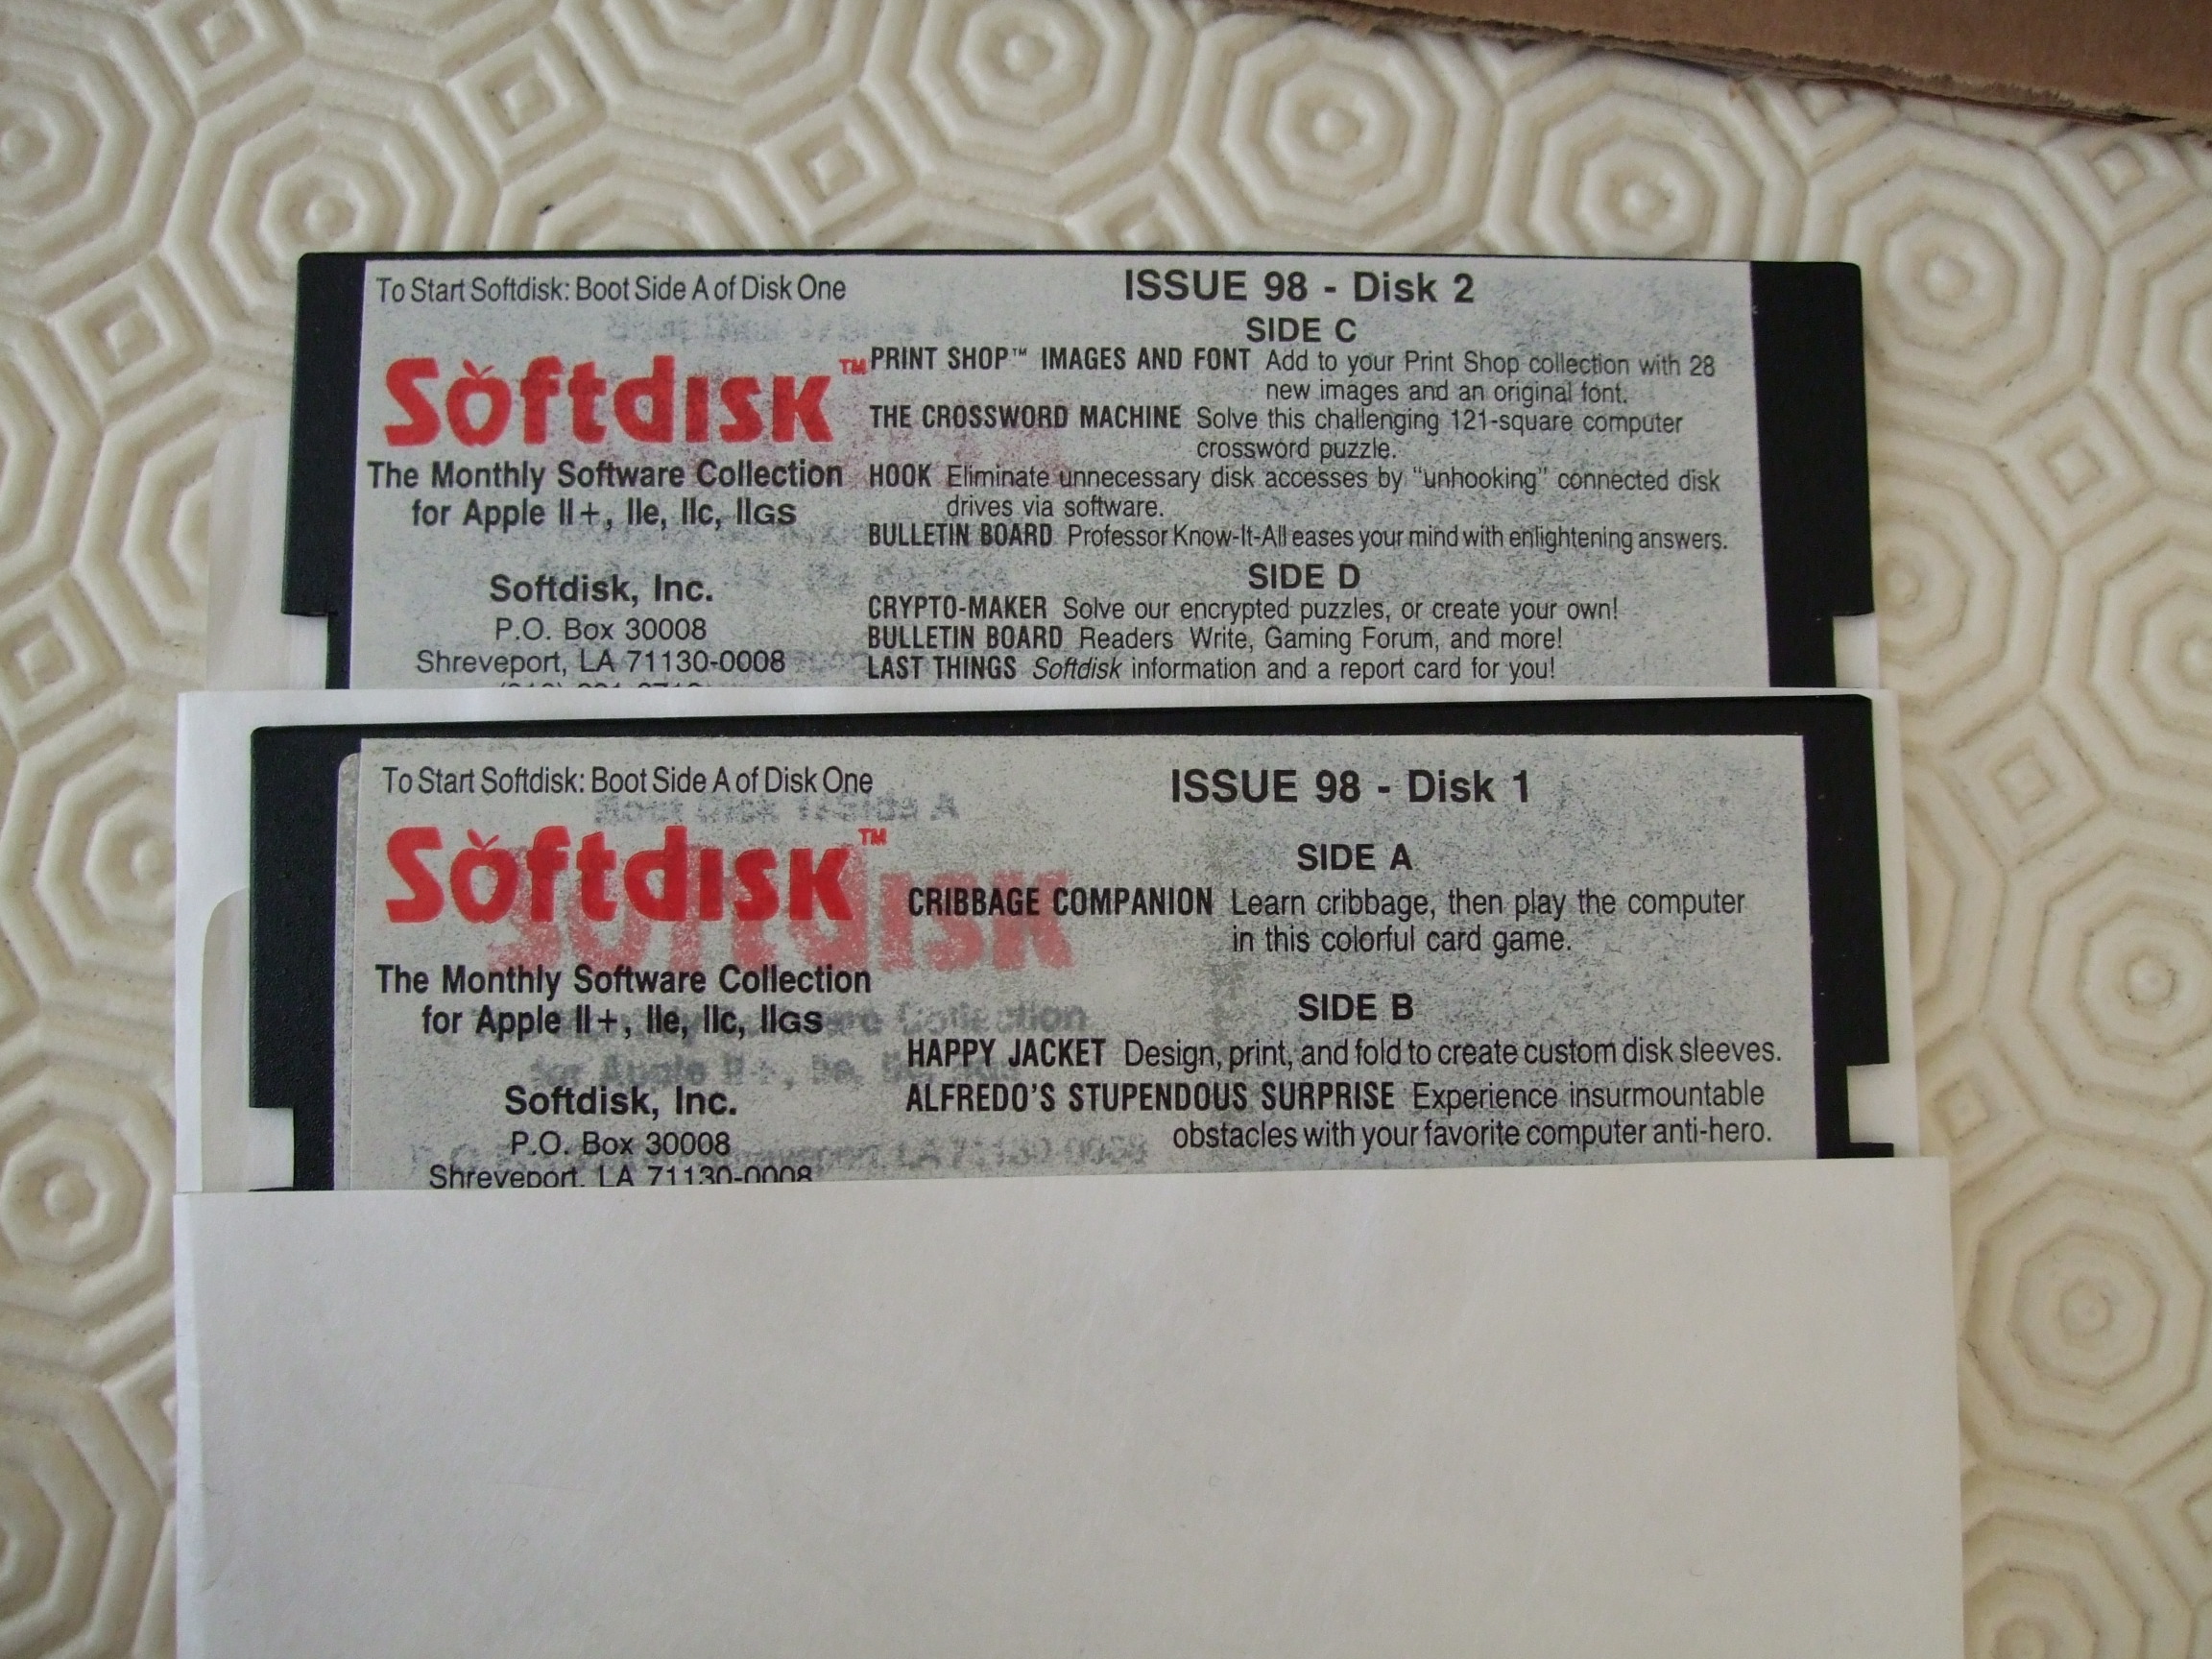 To Start Softdisk: Boot Side A of Disk One
Softdisk™
The Monthly Software Collection
for Apple II+, IIe, IIc, IIGS
Softdisk, Inc.
P.O. Box 30008
Shreveport, LA 71130-0008
ISSUE 98 - Disk 2
SIDE C
PRINT SHOP™ IMAGES AND FONT Add to your Print Shop collection with 28
new images and an original font.
THE CROSSWORD MACHINE Solve this challenging 121-square computer
crossword puzzle.
HOOK Eliminate unnecessary disk accesses by "unhooking" connected disk
drives via software.
BULLETIN BOARD Professor Know-It-All eases your mind with enlightening answers.
SIDE D
CRYPTO-MAKER Solve our encrypted puzzles, or create your own!
BULLETIN BOARD Readers Write, Gaming Forum, and more!
LAST THINGS Softdisk information and a report card for you!
To Start Softdisk: Boot Side A of Disk One
Softdisk™
The Monthly Software Collection
for Apple II+, IIe, IIc, IIGS
Softdisk, Inc.
P.O. Box 30008
Shreveport, LA 71130-0008
ISSUE 98 - Disk 1
SIDE A
CRIBBAGE COMPANION Learn cribbage, then play the computer
in this colorful card game.
SIDE B
HAPPY JACKET Design, print, and fold to create custom disk sleeves.
ALFREDO'S STUPENDOUS SURPRISE Experience insurmountable
obstacles with your favorite computer anti-hero.